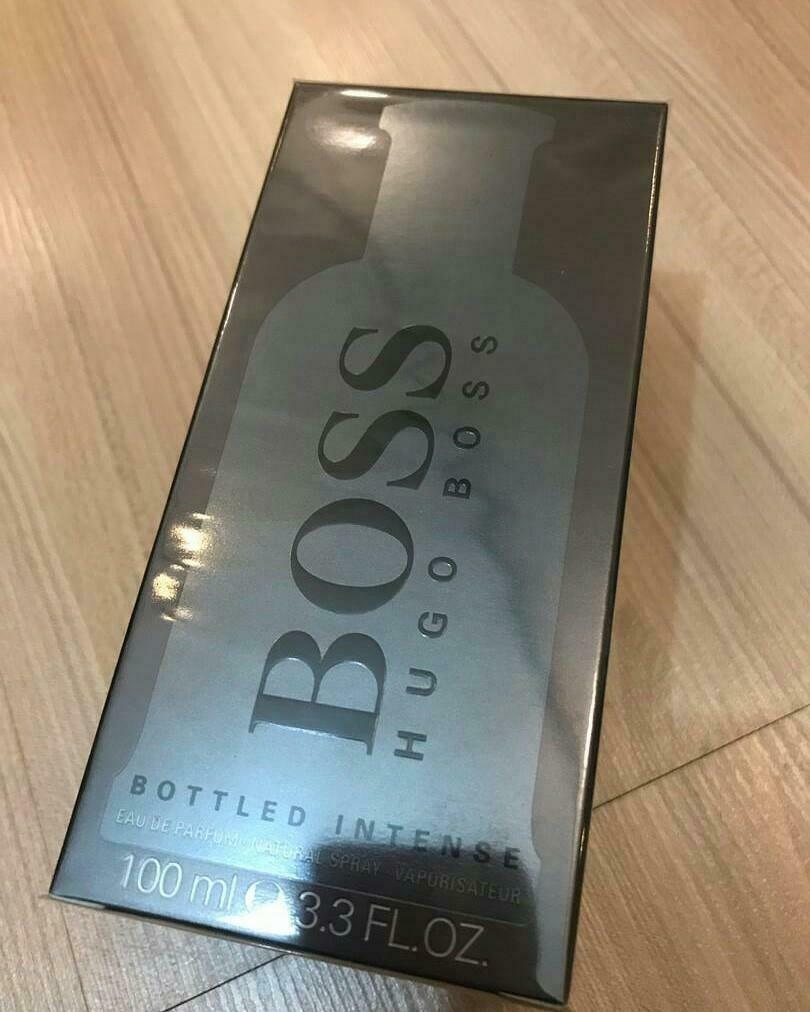 BOSS
HUGO BOSS
BOTTLED INTENSE
EAU DE PARFUM NATURAL SPRAY VAPORISATEUR
100 ml ℮ 3.3 FL.OZ.